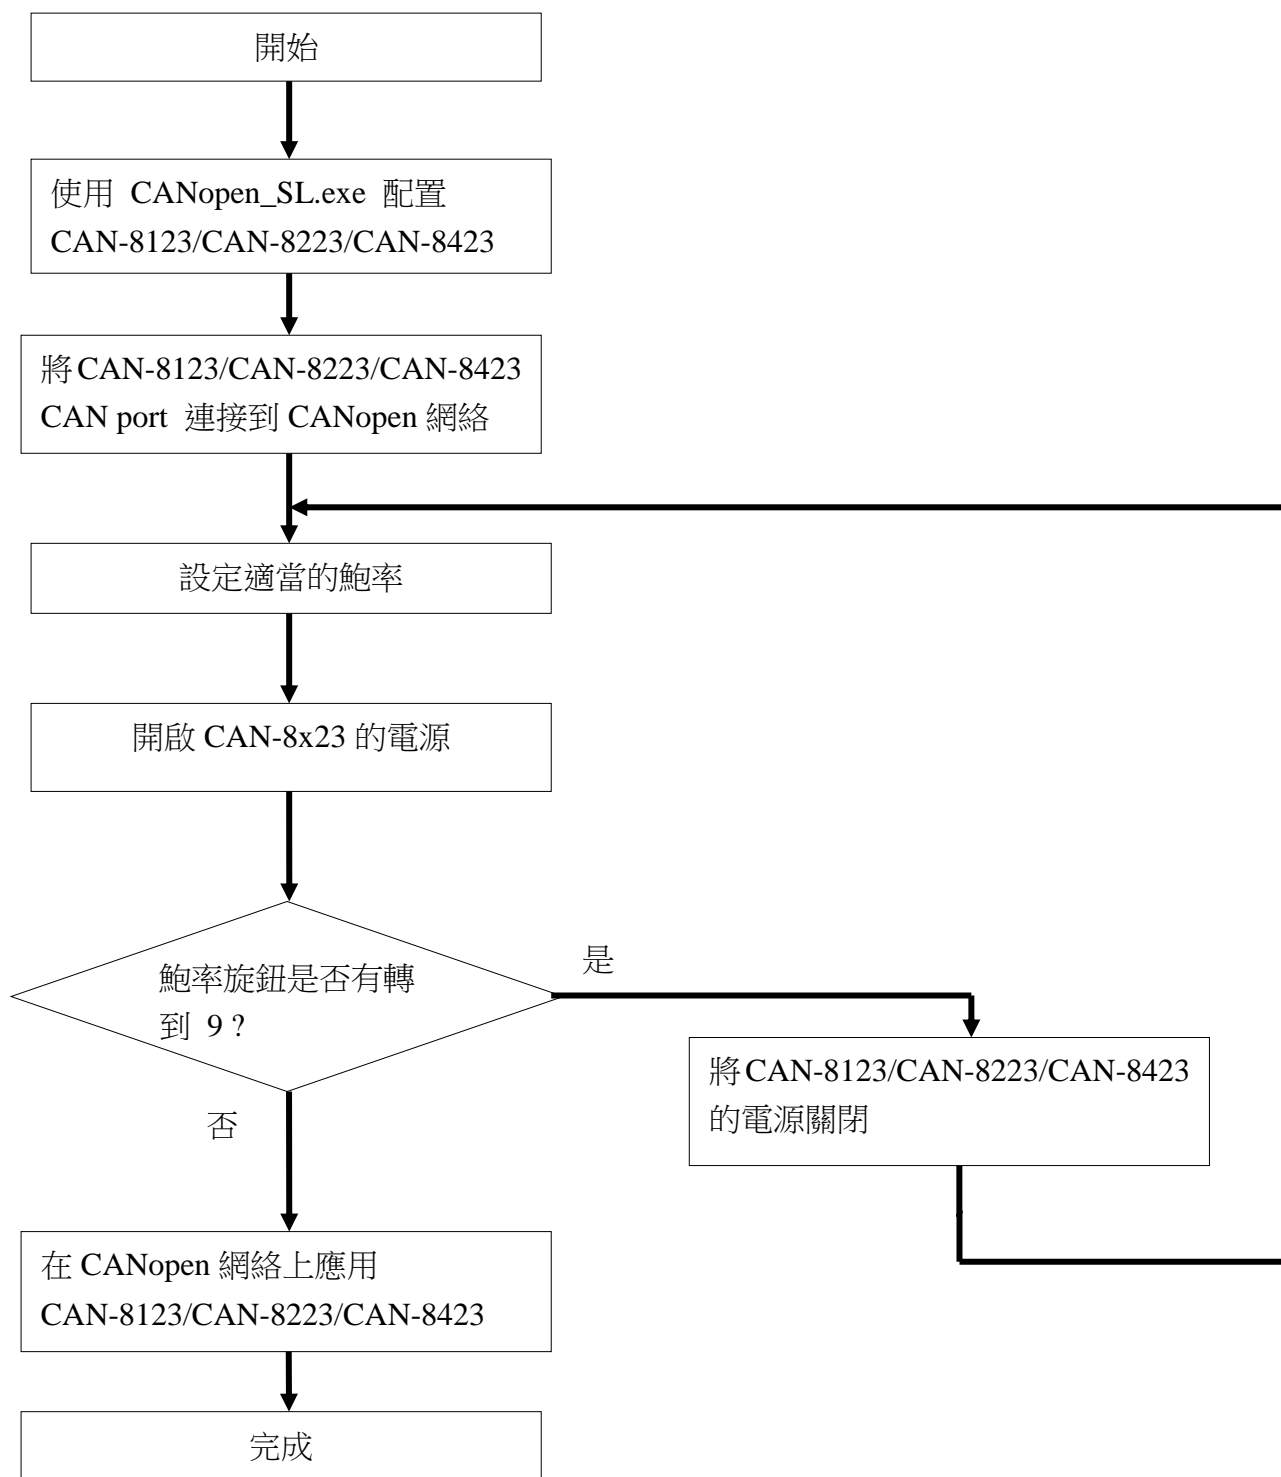 開始
使用 CANopen_SL.exe 配置
CAN-8123/CAN-8223/CAN-8423
將CAN-8123/CAN-8223/CAN-8423
CAN port 連接到 CANopen 網絡
設定適當的鮑率
開啟 CAN-8x23 的電源
鮑率旋鈕是否有轉
到 9 ?
是
將CAN-8123/CAN-8223/CAN-8423
的電源關閉
否
在 CANopen 網絡上應用
CAN-8123/CAN-8223/CAN-8423
完成